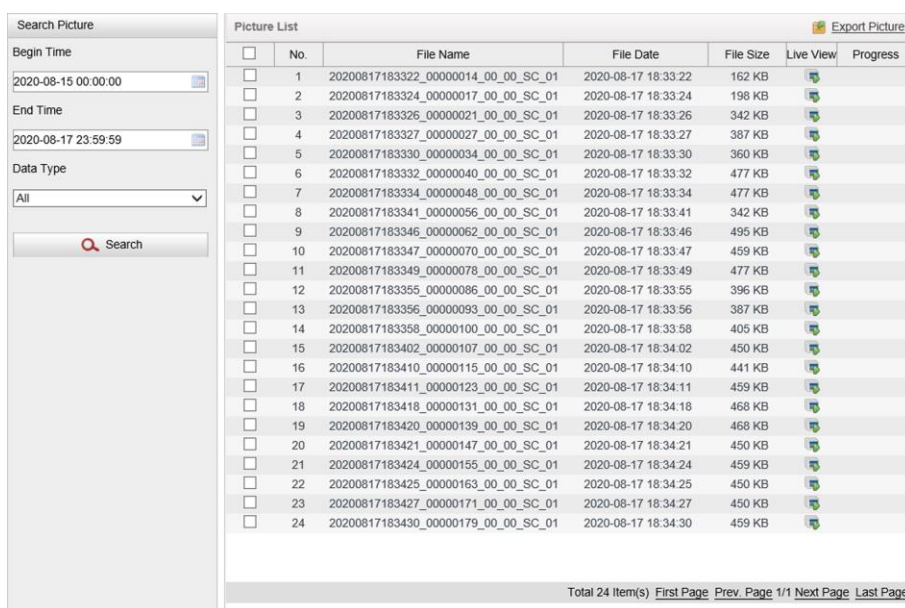 Search Picture
Begin Time
2020-08-15 00:00:00
End Time
2020-08-17 23:59:59
Data Type
All
Search
Picture List
Export Picture
No. File Name File Date File Size Live View Progress
1 20200817183322_00000014_00_00_SC_01 2020-08-17 18:33:22 162 KB
2 20200817183324_00000017_00_00_SC_01 2020-08-17 18:33:24 198 KB
3 20200817183326_00000021_00_00_SC_01 2020-08-17 18:33:26 342 KB
4 20200817183327_00000027_00_00_SC_01 2020-08-17 18:33:27 387 KB
5 20200817183330_00000034_00_00_SC_01 2020-08-17 18:33:30 360 KB
6 20200817183332_00000040_00_00_SC_01 2020-08-17 18:33:32 477 KB
7 20200817183334_00000048_00_00_SC_01 2020-08-17 18:33:34 477 KB
8 20200817183341_00000056_00_00_SC_01 2020-08-17 18:33:41 342 KB
9 20200817183346_00000062_00_00_SC_01 2020-08-17 18:33:46 495 KB
10 20200817183347_00000070_00_00_SC_01 2020-08-17 18:33:47 459 KB
11 20200817183349_00000078_00_00_SC_01 2020-08-17 18:33:49 477 KB
12 20200817183355_00000086_00_00_SC_01 2020-08-17 18:33:55 396 KB
13 20200817183356_00000093_00_00_SC_01 2020-08-17 18:33:56 387 KB
14 20200817183358_00000100_00_00_SC_01 2020-08-17 18:33:58 405 KB
15 20200817183402_00000107_00_00_SC_01 2020-08-17 18:34:02 450 KB
16 20200817183410_00000115_00_00_SC_01 2020-08-17 18:34:10 441 KB
17 20200817183411_00000123_00_00_SC_01 2020-08-17 18:34:11 459 KB
18 20200817183418_00000131_00_00_SC_01 2020-08-17 18:34:18 468 KB
19 20200817183420_00000139_00_00_SC_01 2020-08-17 18:34:20 468 KB
20 20200817183421_00000147_00_00_SC_01 2020-08-17 18:34:21 450 KB
21 20200817183424_00000155_00_00_SC_01 2020-08-17 18:34:24 459 KB
22 20200817183425_00000163_00_00_SC_01 2020-08-17 18:34:25 450 KB
23 20200817183427_00000171_00_00_SC_01 2020-08-17 18:34:27 450 KB
24 20200817183430_00000179_00_00_SC_01 2020-08-17 18:34:30 459 KB
Total 24 Item(s) First Page Prev. Page 1/1 Next Page Last Page